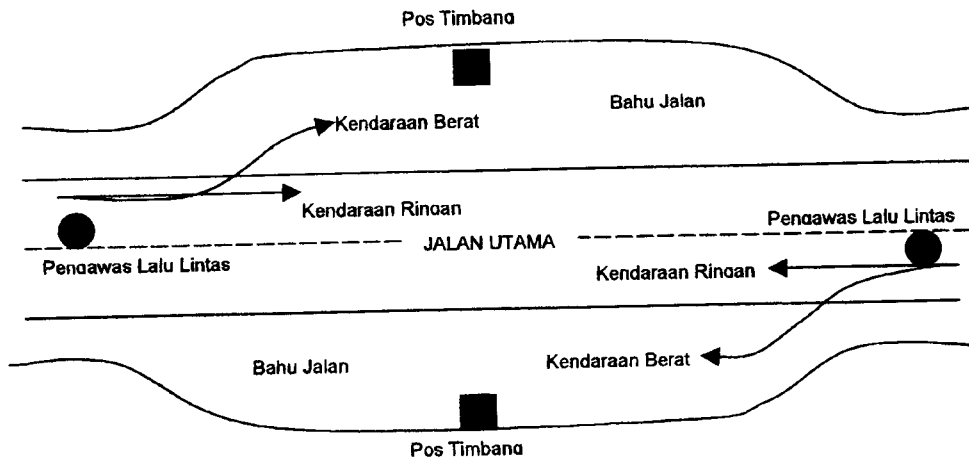 Pos Timbang
Bahu Jalan
Kendaraan Berat
Kendaraan Ringan
Pengawas Lalu Lintas
JALAN UTAMA
Pengawas Lalu Lintas
Kendaraan Ringan
Kendaraan Berat
Bahu Jalan
Pos Timbang